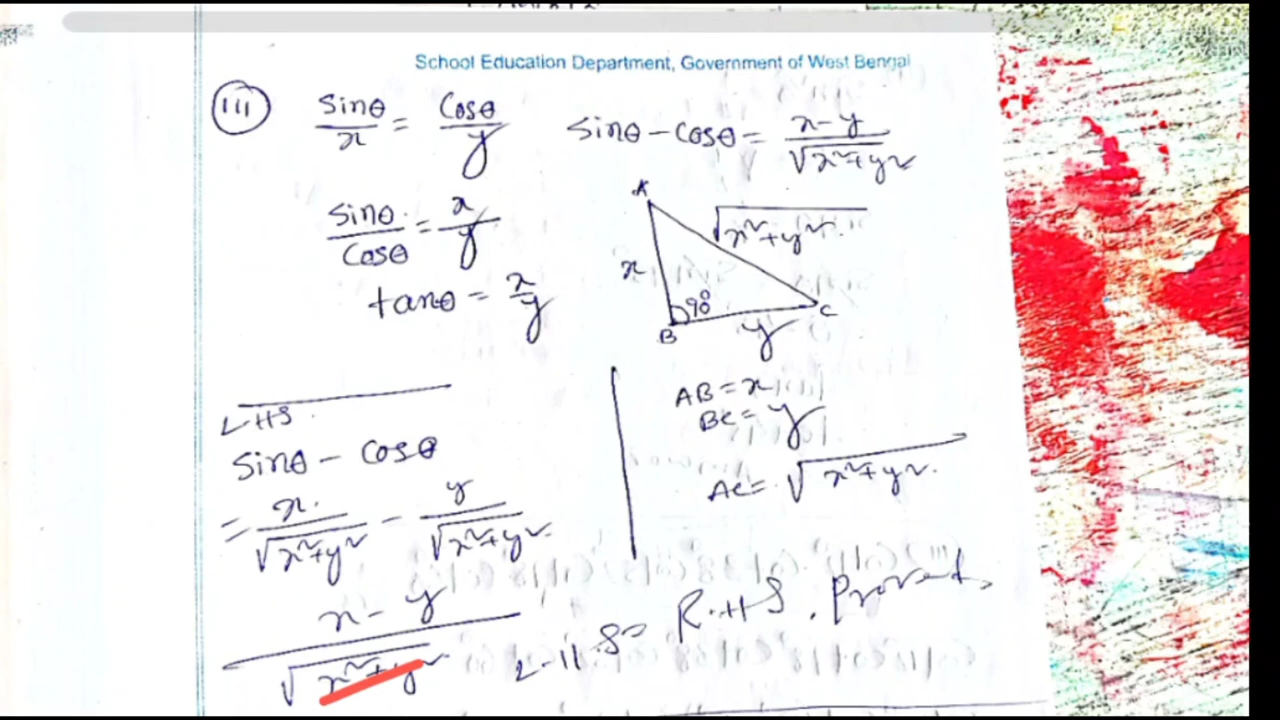 School Education Department, Government of West Bengal
(iii) sinθ/x = cosθ/y sinθ - cosθ = x-y/√x²+y²
sinθ/cosθ = x/y
tanθ = x/y
A
√x²+y²
x
90°
B
y
C
AB = x
BC = y
AC = √x²+y²
LHS
sinθ - cosθ
= x/√x²+y² - y/√x²+y²
x-y/√x²+y²
L.H.S = R.H.S. Proved